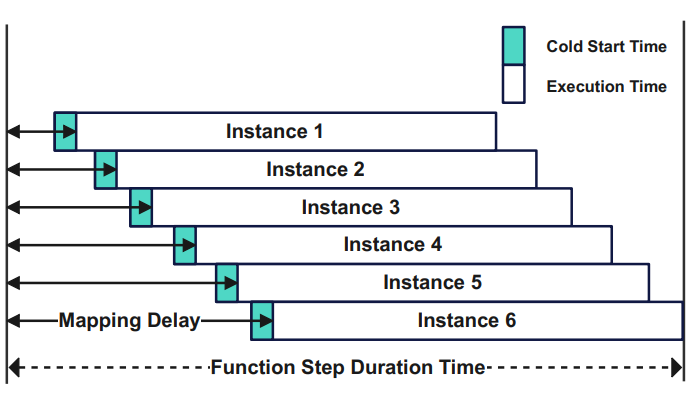 Cold Start Time
Execution Time
Instance 1
Instance 2
Instance 3
Instance 4
Instance 5
Mapping Delay
Instance 6
Function Step Duration Time